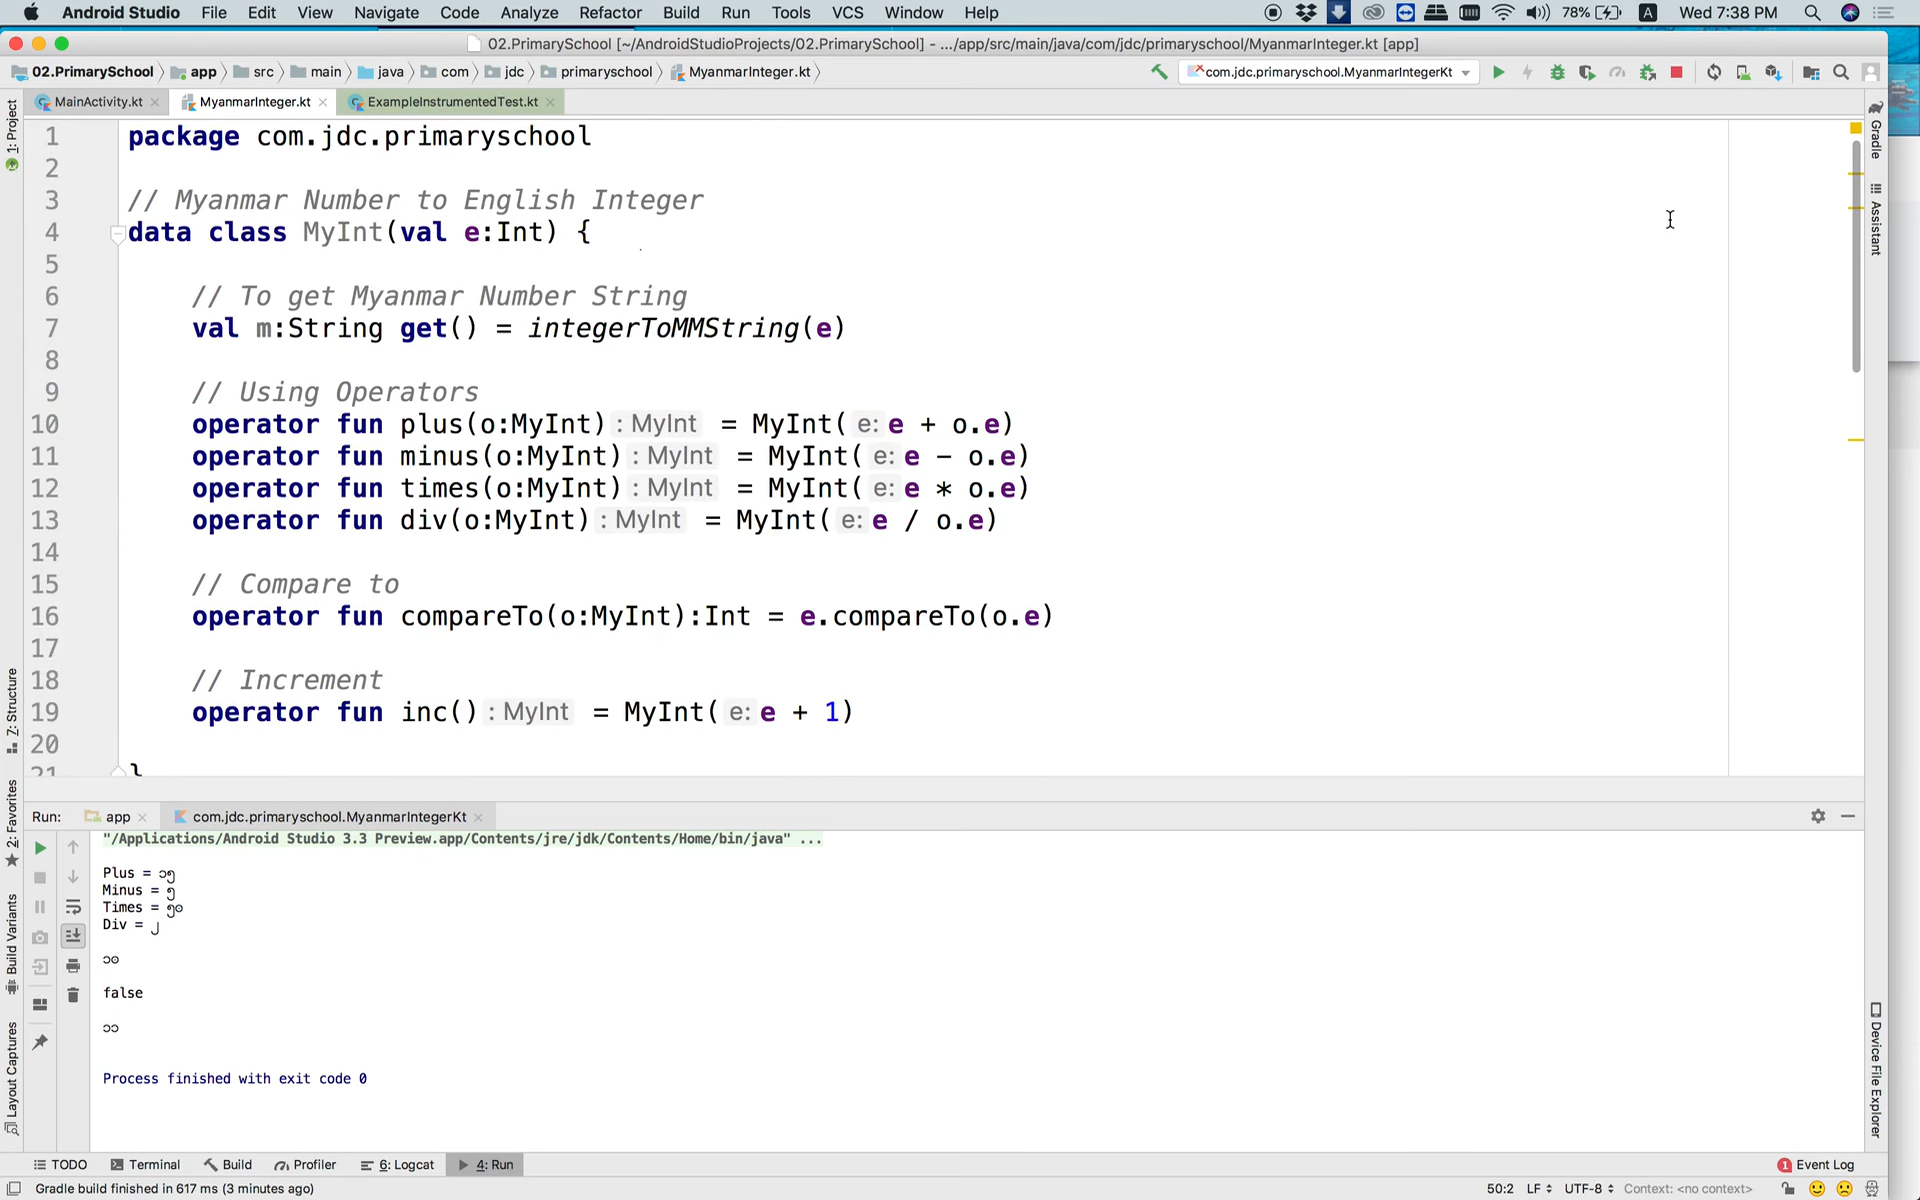 Android Studio File Edit View Navigate Code Analyze Refactor Build Run Tools VCS Window Help 78% A Wed 7:38 PM
02.PrimarySchool [~/AndroidStudioProjects/02.PrimarySchool] - .../app/src/main/java/com/jdc/primaryschool/MyanmarInteger.kt [app]
02.PrimarySchool app src main java com jdc primaryschool MyanmarInteger.kt com.jdc.primaryschool.MyanmarIntegerKt
MainActivity.kt MyanmarInteger.kt ExampleInstrumentedTest.kt
1: Project
Z: Structure
2: Favorites
Build Variants
Layout Captures
Gradle
Assistant
Device File Explorer
1 package com.jdc.primaryschool
2
3 // Myanmar Number to English Integer
4 data class MyInt(val e:Int) {
5
6 // To get Myanmar Number String
7 val m:String get() = integerToMMString(e)
8
9 // Using Operators
10 operator fun plus(o:MyInt) : MyInt = MyInt( e: e + o.e)
11 operator fun minus(o:MyInt) : MyInt = MyInt( e: e - o.e)
12 operator fun times(o:MyInt) : MyInt = MyInt( e: e * o.e)
13 operator fun div(o:MyInt) : MyInt = MyInt( e: e / o.e)
14
15 // Compare to
16 operator fun compareTo(o:MyInt):Int = e.compareTo(o.e)
17
18 // Increment
19 operator fun inc() : MyInt = MyInt( e: e + 1)
20
21 }
Run: app com.jdc.primaryschool.MyanmarIntegerKt
"/Applications/Android Studio 3.3 Preview.app/Contents/jre/jdk/Contents/Home/bin/java" ...
Plus = ၁၅
Minus = ၅
Times = ၅၀
Div = ၂
၁၀
false
၁၁
Process finished with exit code 0
TODO Terminal Build Profiler 6: Logcat 4: Run 1 Event Log
Gradle build finished in 617 ms (3 minutes ago) 50:2 LF UTF-8 Context: <no context>